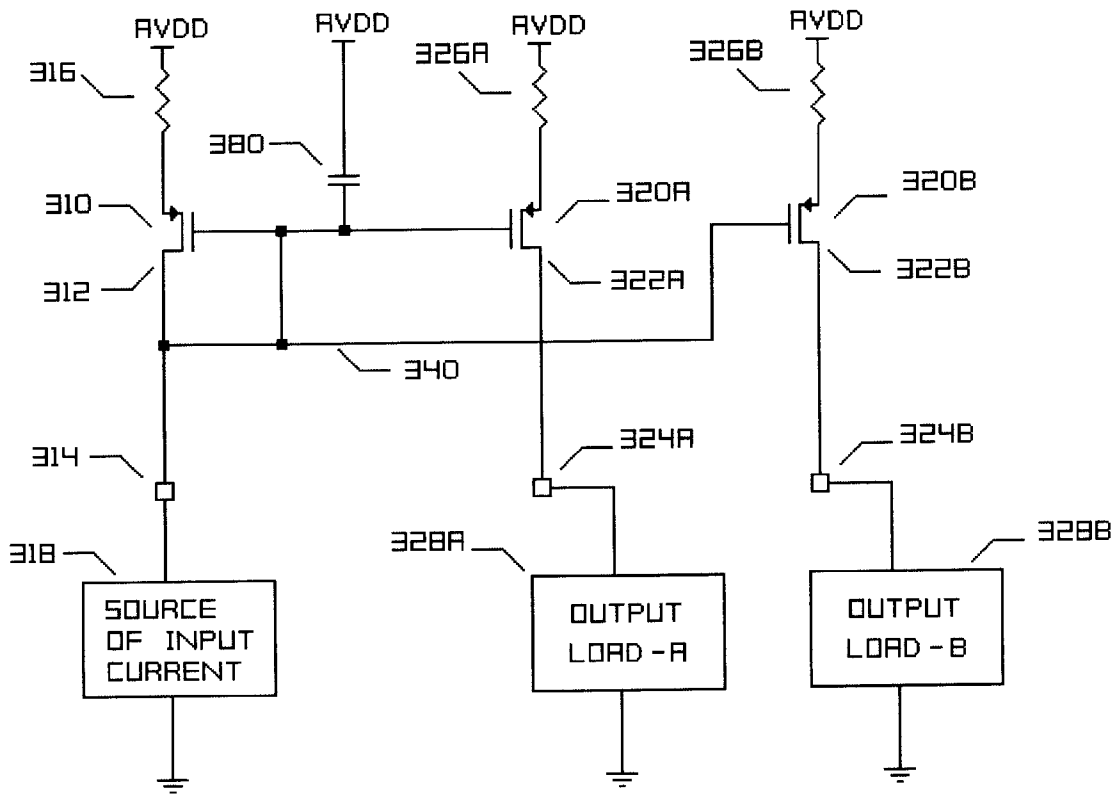 AVDD
AVDD
AVDD
AVDD
316
326A
326B
380
310
320A
320B
312
322A
322B
340
314
324A
324B
318
328A
328B
SOURCE
OF INPUT
CURRENT
OUTPUT
LOAD-A
OUTPUT
LOAD-B